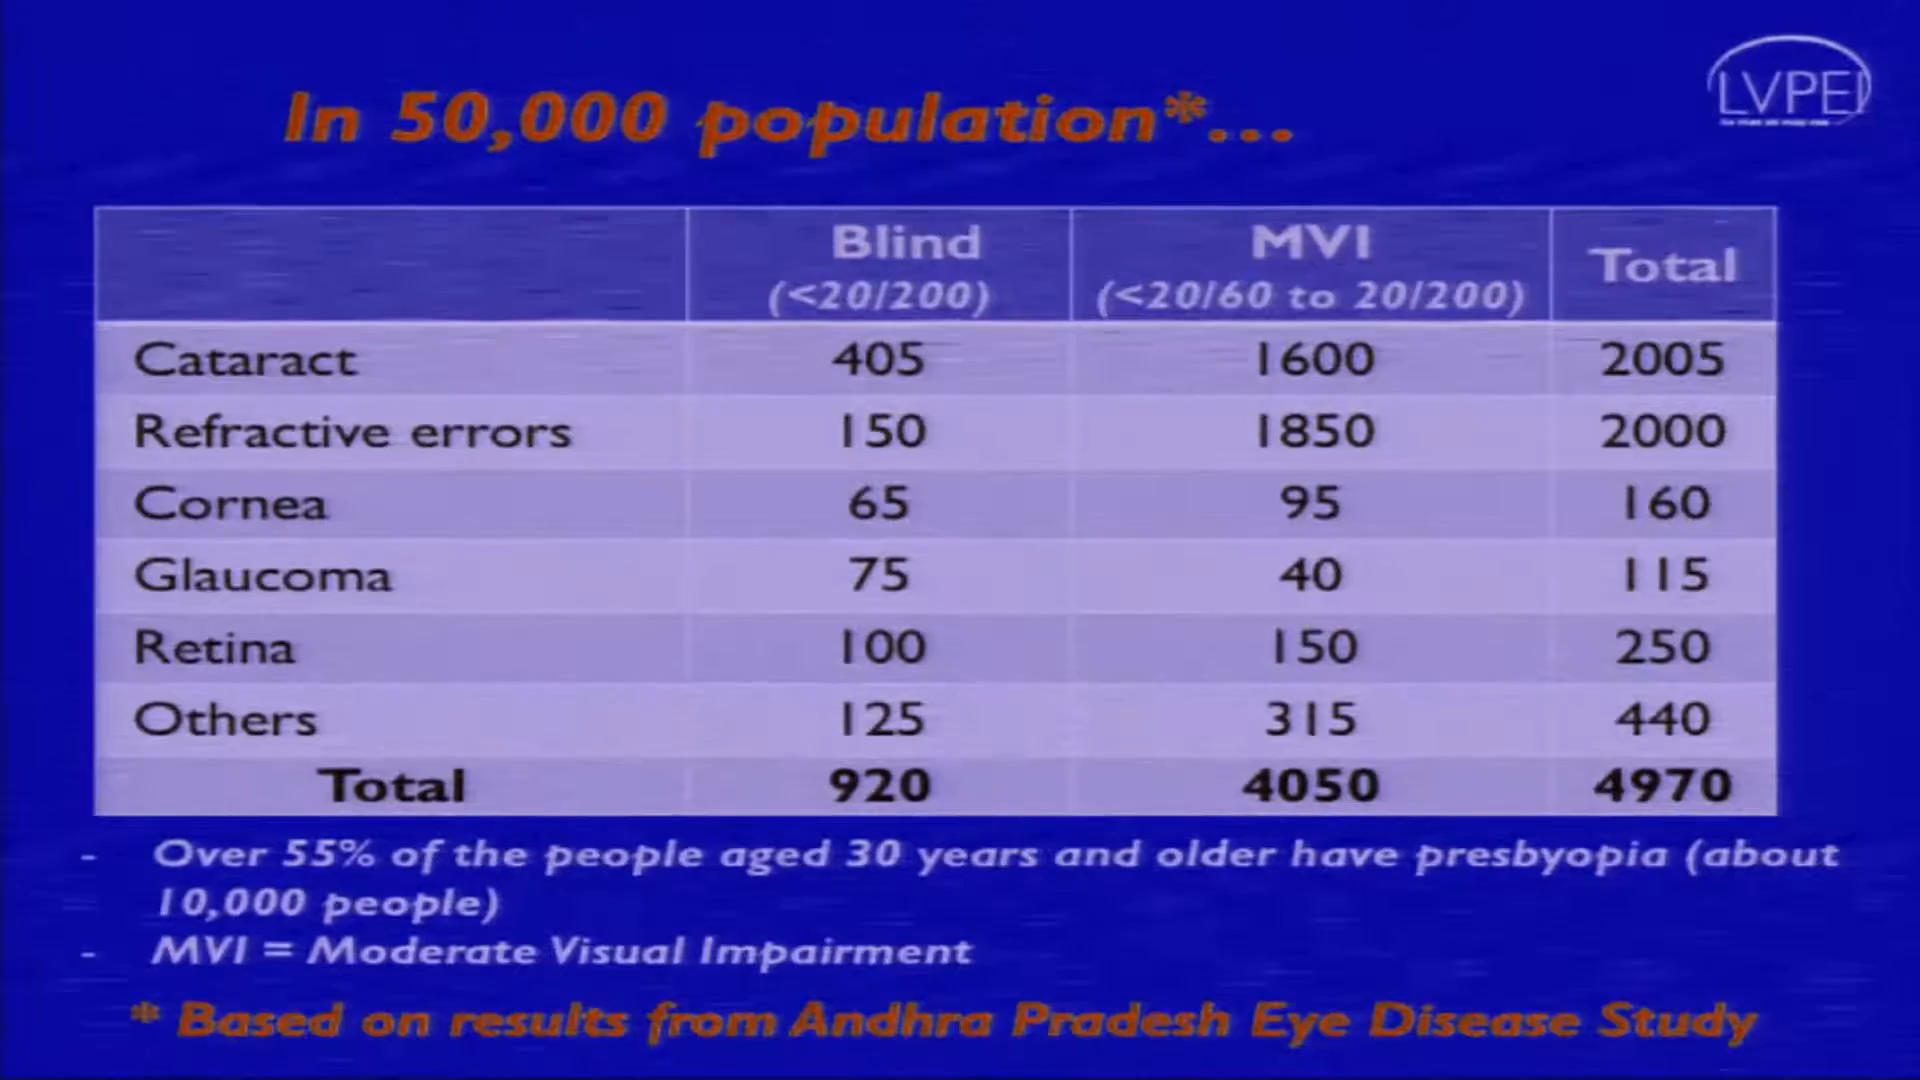 LVPEI
In 50,000 population*...
Blind MVI Total
(<20/200) (<20/60 to 20/200)
Cataract 405 1600 2005
Refractive errors 150 1850 2000
Cornea 65 95 160
Glaucoma 75 40 115
Retina 100 150 250
Others 125 315 440
Total 920 4050 4970
- Over 55% of the people aged 30 years and older have presbyopia (about
10,000 people)
- MVI = Moderate Visual Impairment
* Based on results from Andhra Pradesh Eye Disease Study